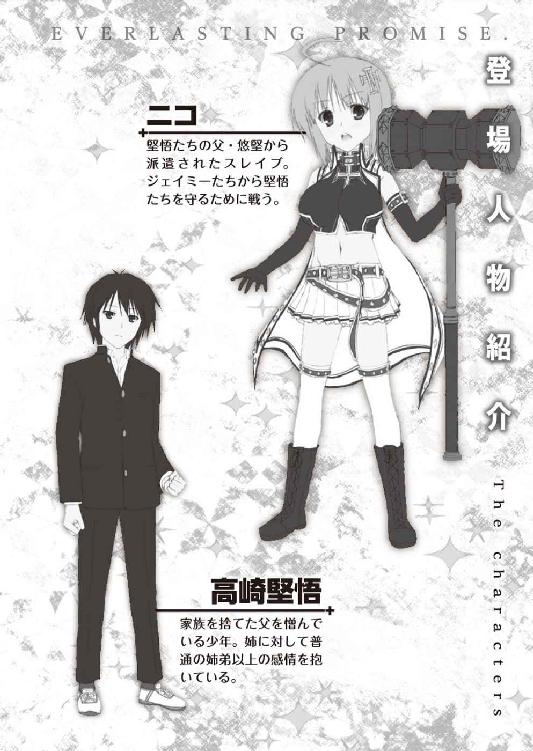 EVERLASTING PROMISE.
登場人物紹介
The characters
ニコ
堅悟たちの父・悠堅から
派遣されたスレイブ。
ジェイミーたちから堅悟
たちを守るために戦う。
高崎堅悟
家族を捨てた父を憎んで
いる少年。姉に対して普
通の姉弟以上の感情を抱
いている。